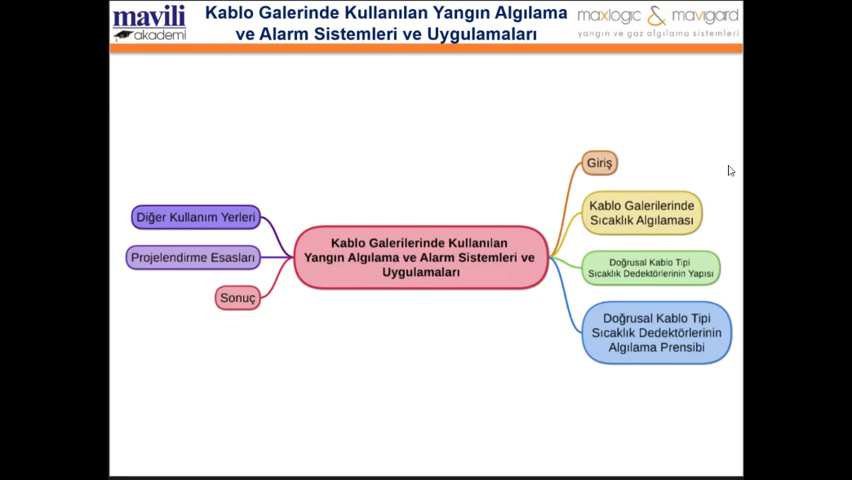 mavili
akademi
Kablo Galerinde Kullanılan Yangın Algılama
ve Alarm Sistemleri ve Uygulamaları
maxlogic & mavigard
yangın ve gaz algılama sistemleri
Giriş
Kablo Galerilerinde
Sıcaklık Algılaması
Doğrusal Kablo Tipi
Sıcaklık Dedektörlerinin Yapısı
Doğrusal Kablo Tipi
Sıcaklık Dedektörlerinin
Algılama Prensibi
Kablo Galerilerinde Kullanılan
Yangın Algılama ve Alarm Sistemleri ve
Uygulamaları
Diğer Kullanım Yerleri
Projelendirme Esasları
Sonuç